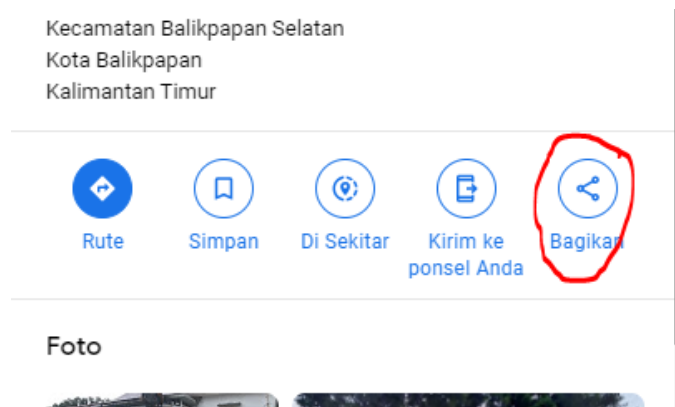 Kecamatan Balikpapan Selatan
Kota Balikpapan
Kalimantan Timur
Rute
Simpan
Di Sekitar
Kirim ke
ponsel Anda
Bagikan
Foto